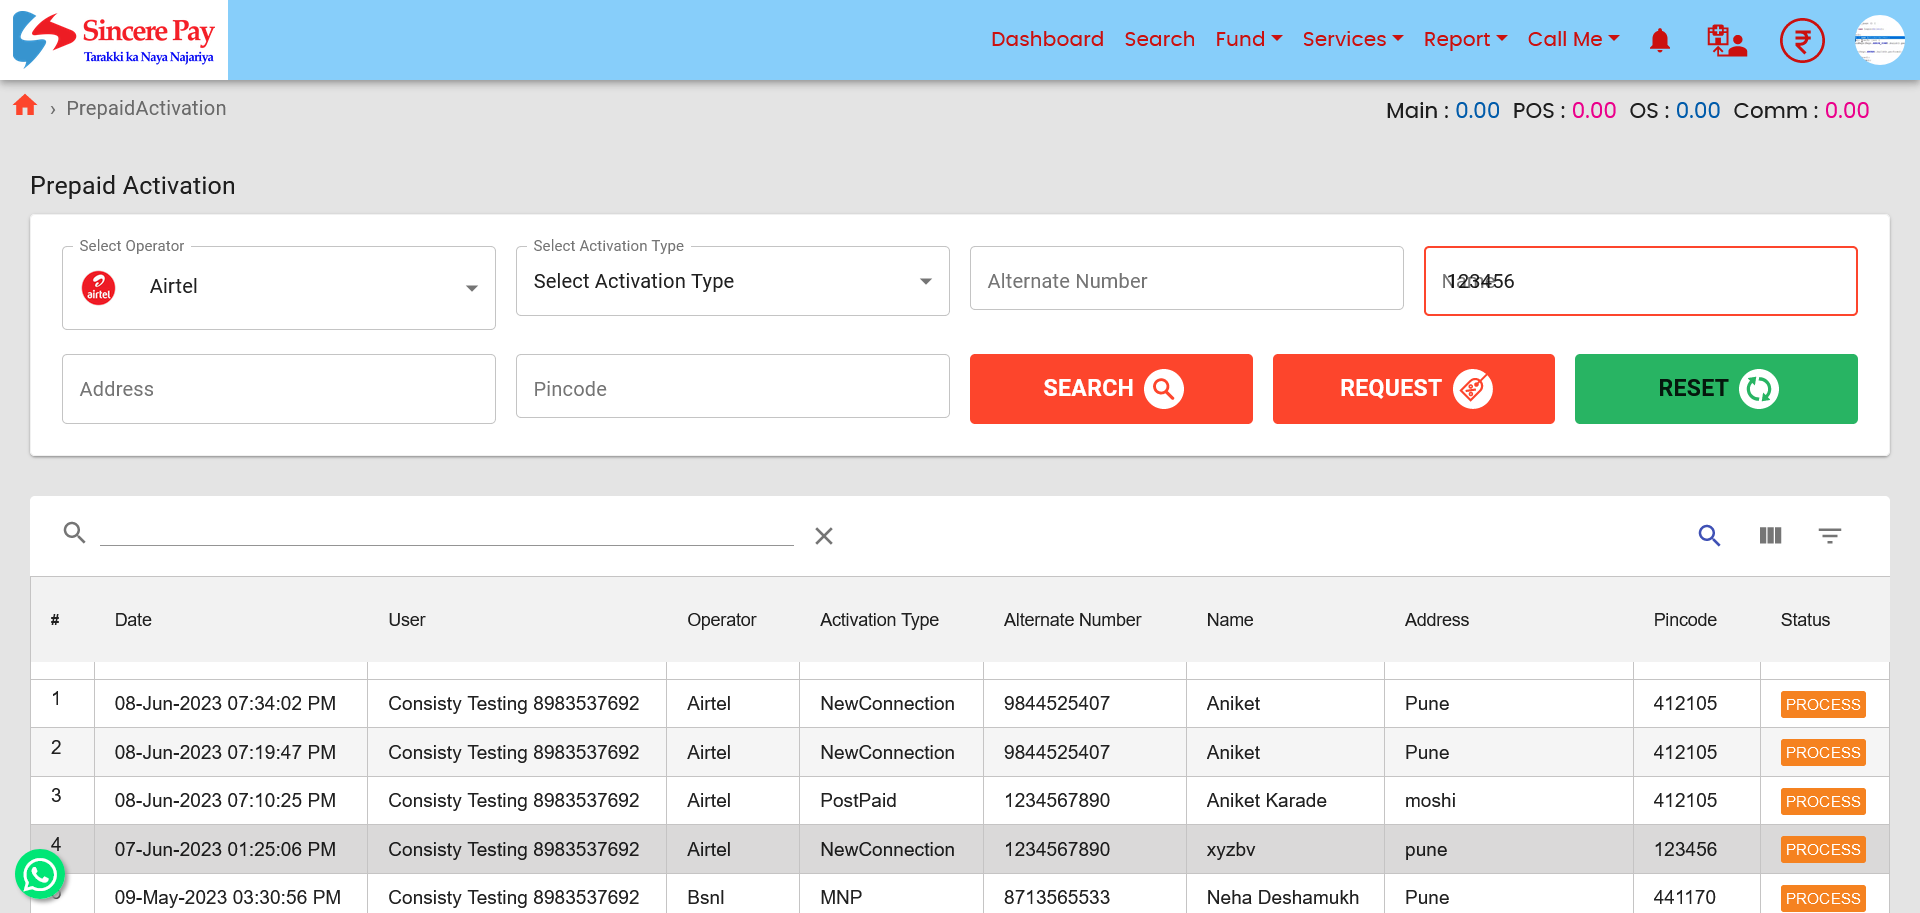 Sincere Pay
Tarakki ka Naya Najariya
Dashboard Search Fund Services Report Call Me
› PrepaidActivation
Main : 0.00 POS : 0.00 OS : 0.00 Comm : 0.00
Prepaid Activation
Select Operator
airtel Airtel
Select Activation Type
Select Activation Type
Alternate Number
Name
123456
Address
Pincode
SEARCH
REQUEST
RESET
# Date User Operator Activation Type Alternate Number Name Address Pincode Status
1 08-Jun-2023 07:34:02 PM Consisty Testing 8983537692 Airtel NewConnection 9844525407 Aniket Pune 412105 PROCESS
2 08-Jun-2023 07:19:47 PM Consisty Testing 8983537692 Airtel NewConnection 9844525407 Aniket Pune 412105 PROCESS
3 08-Jun-2023 07:10:25 PM Consisty Testing 8983537692 Airtel PostPaid 1234567890 Aniket Karade moshi 412105 PROCESS
4 07-Jun-2023 01:25:06 PM Consisty Testing 8983537692 Airtel NewConnection 1234567890 xyzbv pune 123456 PROCESS
09-May-2023 03:30:56 PM Consisty Testing 8983537692 Bsnl MNP 8713565533 Neha Deshamukh Pune 441170 PROCESS